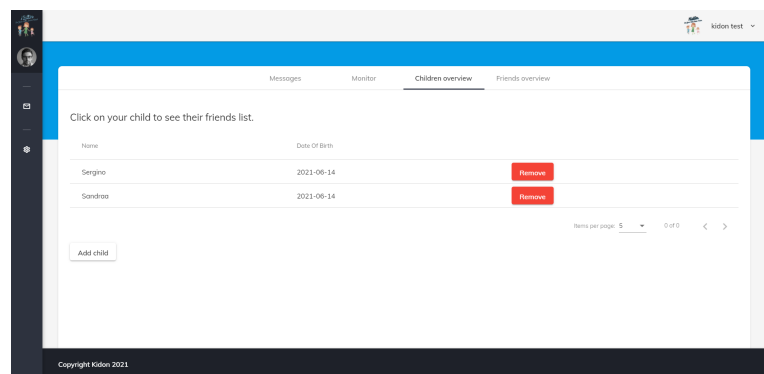 kidon test
Messages Monitor Children overview Friends overview
Click on your child to see their friends list.
Name Date Of Birth
Sergino 2021-06-14 Remove
Sandraa 2021-06-14 Remove
Items per page: 5 0 of 0
Add child
Copyright Kidon 2021